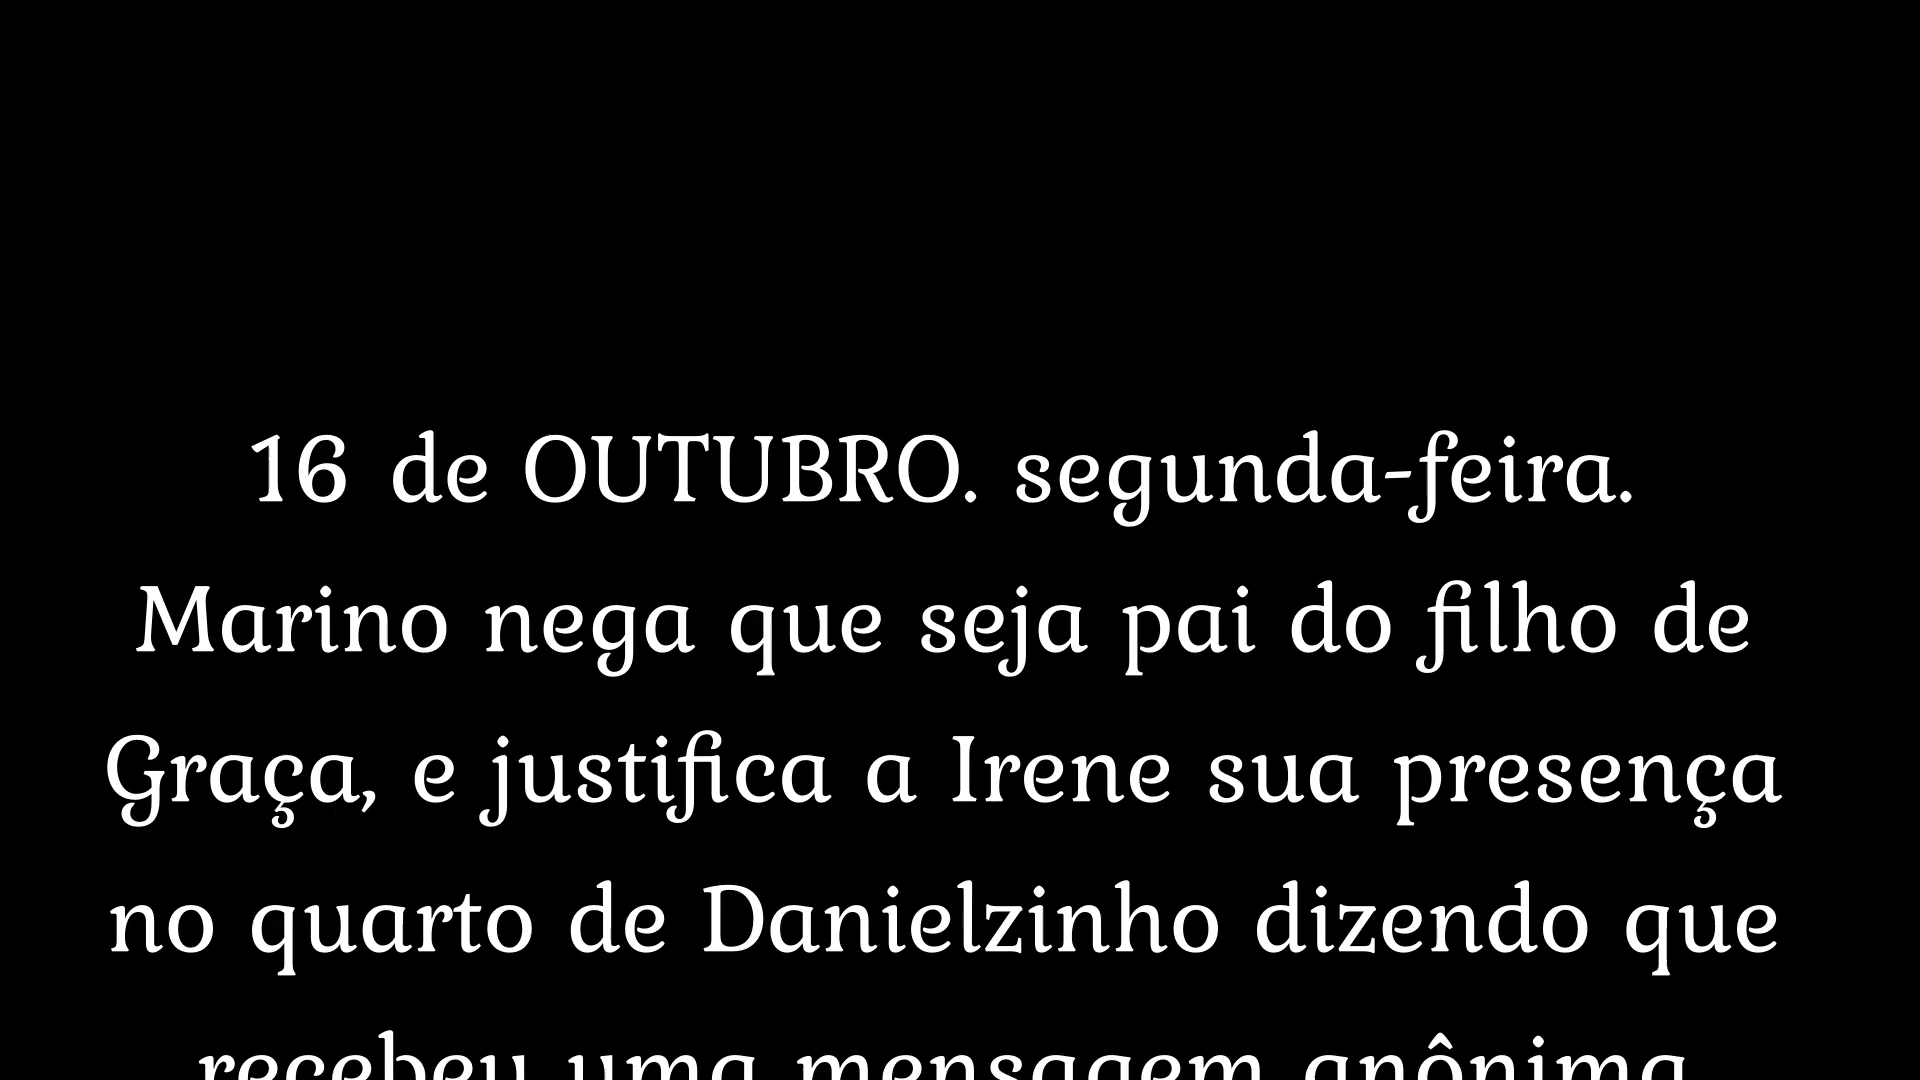 16 de OUTUBRO. segunda-feira.
Marino nega que seja pai do filho de
Graça, e justifica a Irene sua presença
no quarto de Danielzinho dizendo que
recebeu uma mensagem anônima